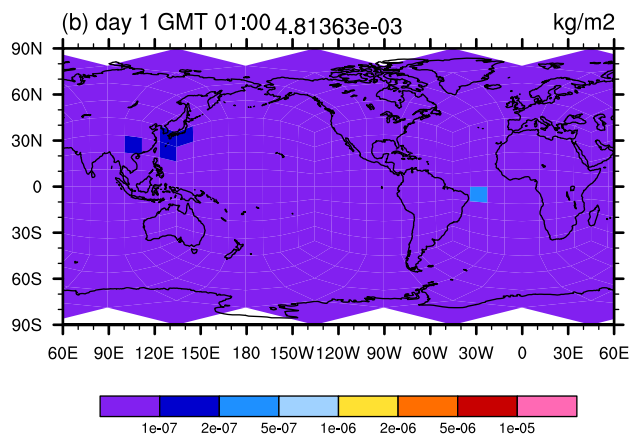 (b) day 1 GMT 01:00 4.81363e-03 kg/m2
90N
60N
30N
0
30S
60S
90S
60E 90E 120E 150E 180 150W 120W 90W 60W 30W 0 30E 60E
1e-07 2e-07 5e-07 1e-06 2e-06 5e-06 1e-05